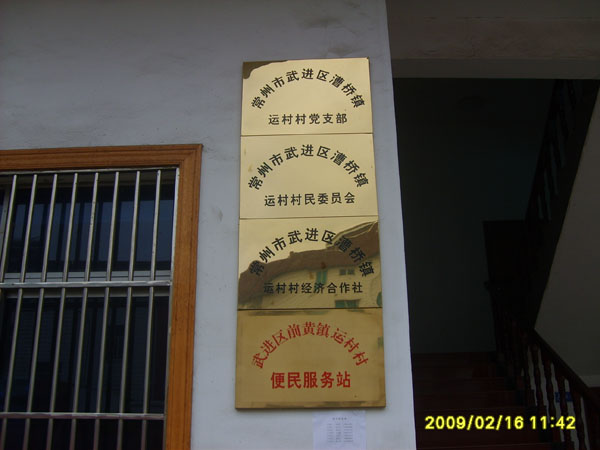 常州市武进区漕桥镇
运村村党支部
常州市武进区漕桥镇
运村村民委员会
常州市武进区漕桥镇
运村村经济合作社
武进区前黄镇运村村
便民服务站
2009/02/16 11:42